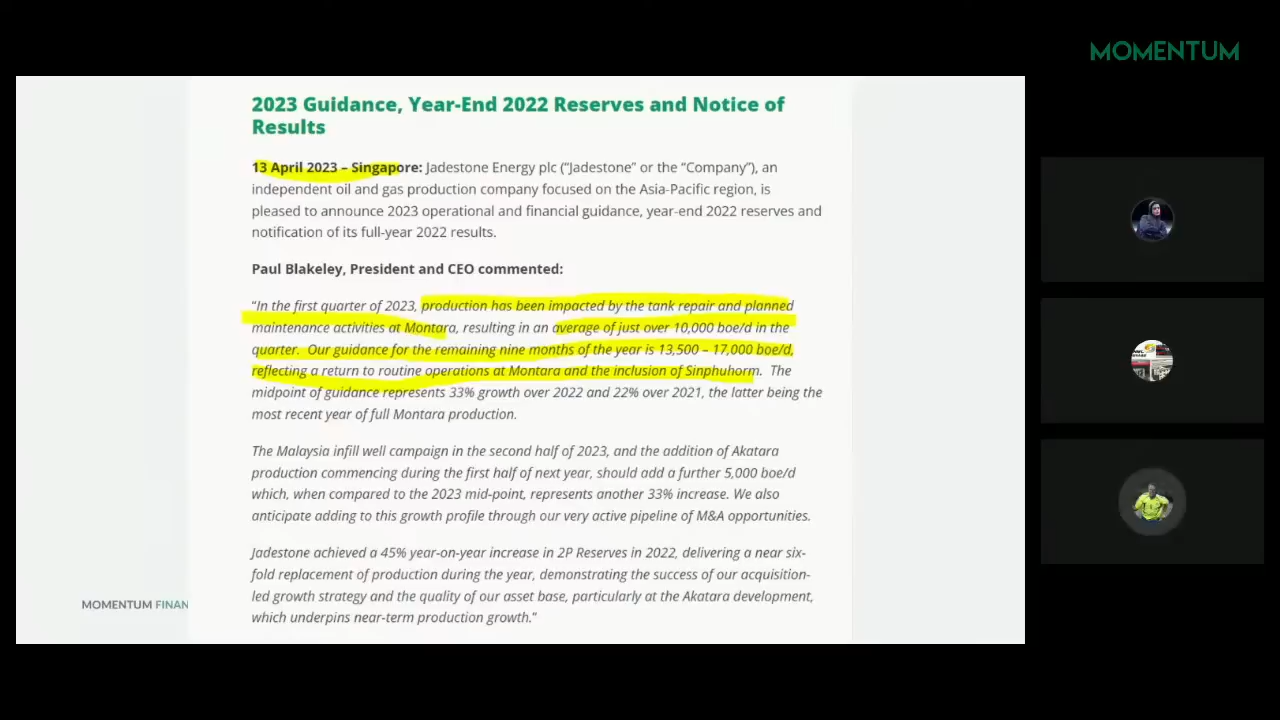 MOMENTUM
2023 Guidance, Year-End 2022 Reserves and Notice of
Results
13 April 2023 – Singapore: Jadestone Energy plc (“Jadestone” or the “Company”), an
independent oil and gas production company focused on the Asia-Pacific region, is
pleased to announce 2023 operational and financial guidance, year-end 2022 reserves and
notification of its full-year 2022 results.
Paul Blakeley, President and CEO commented:
“In the first quarter of 2023, production has been impacted by the tank repair and planned
maintenance activities at Montara, resulting in an average of just over 10,000 boe/d in the
quarter.  Our guidance for the remaining nine months of the year is 13,500 – 17,000 boe/d,
reflecting a return to routine operations at Montara and the inclusion of Sinphuhorm.  The
midpoint of guidance represents 33% growth over 2022 and 22% over 2021, the latter being the
most recent year of full Montara production.
The Malaysia infill well campaign in the second half of 2023, and the addition of Akatara
production commencing during the first half of next year, should add a further 5,000 boe/d
which, when compared to the 2023 mid-point, represents another 33% increase. We also
anticipate adding to this growth profile through our very active pipeline of M&A opportunities.
Jadestone achieved a 45% year-on-year increase in 2P Reserves in 2022, delivering a near six-
fold replacement of production during the year, demonstrating the success of our acquisition-
led growth strategy and the quality of our asset base, particularly at the Akatara development,
which underpins near-term production growth.”
MOMENTUM FINAN